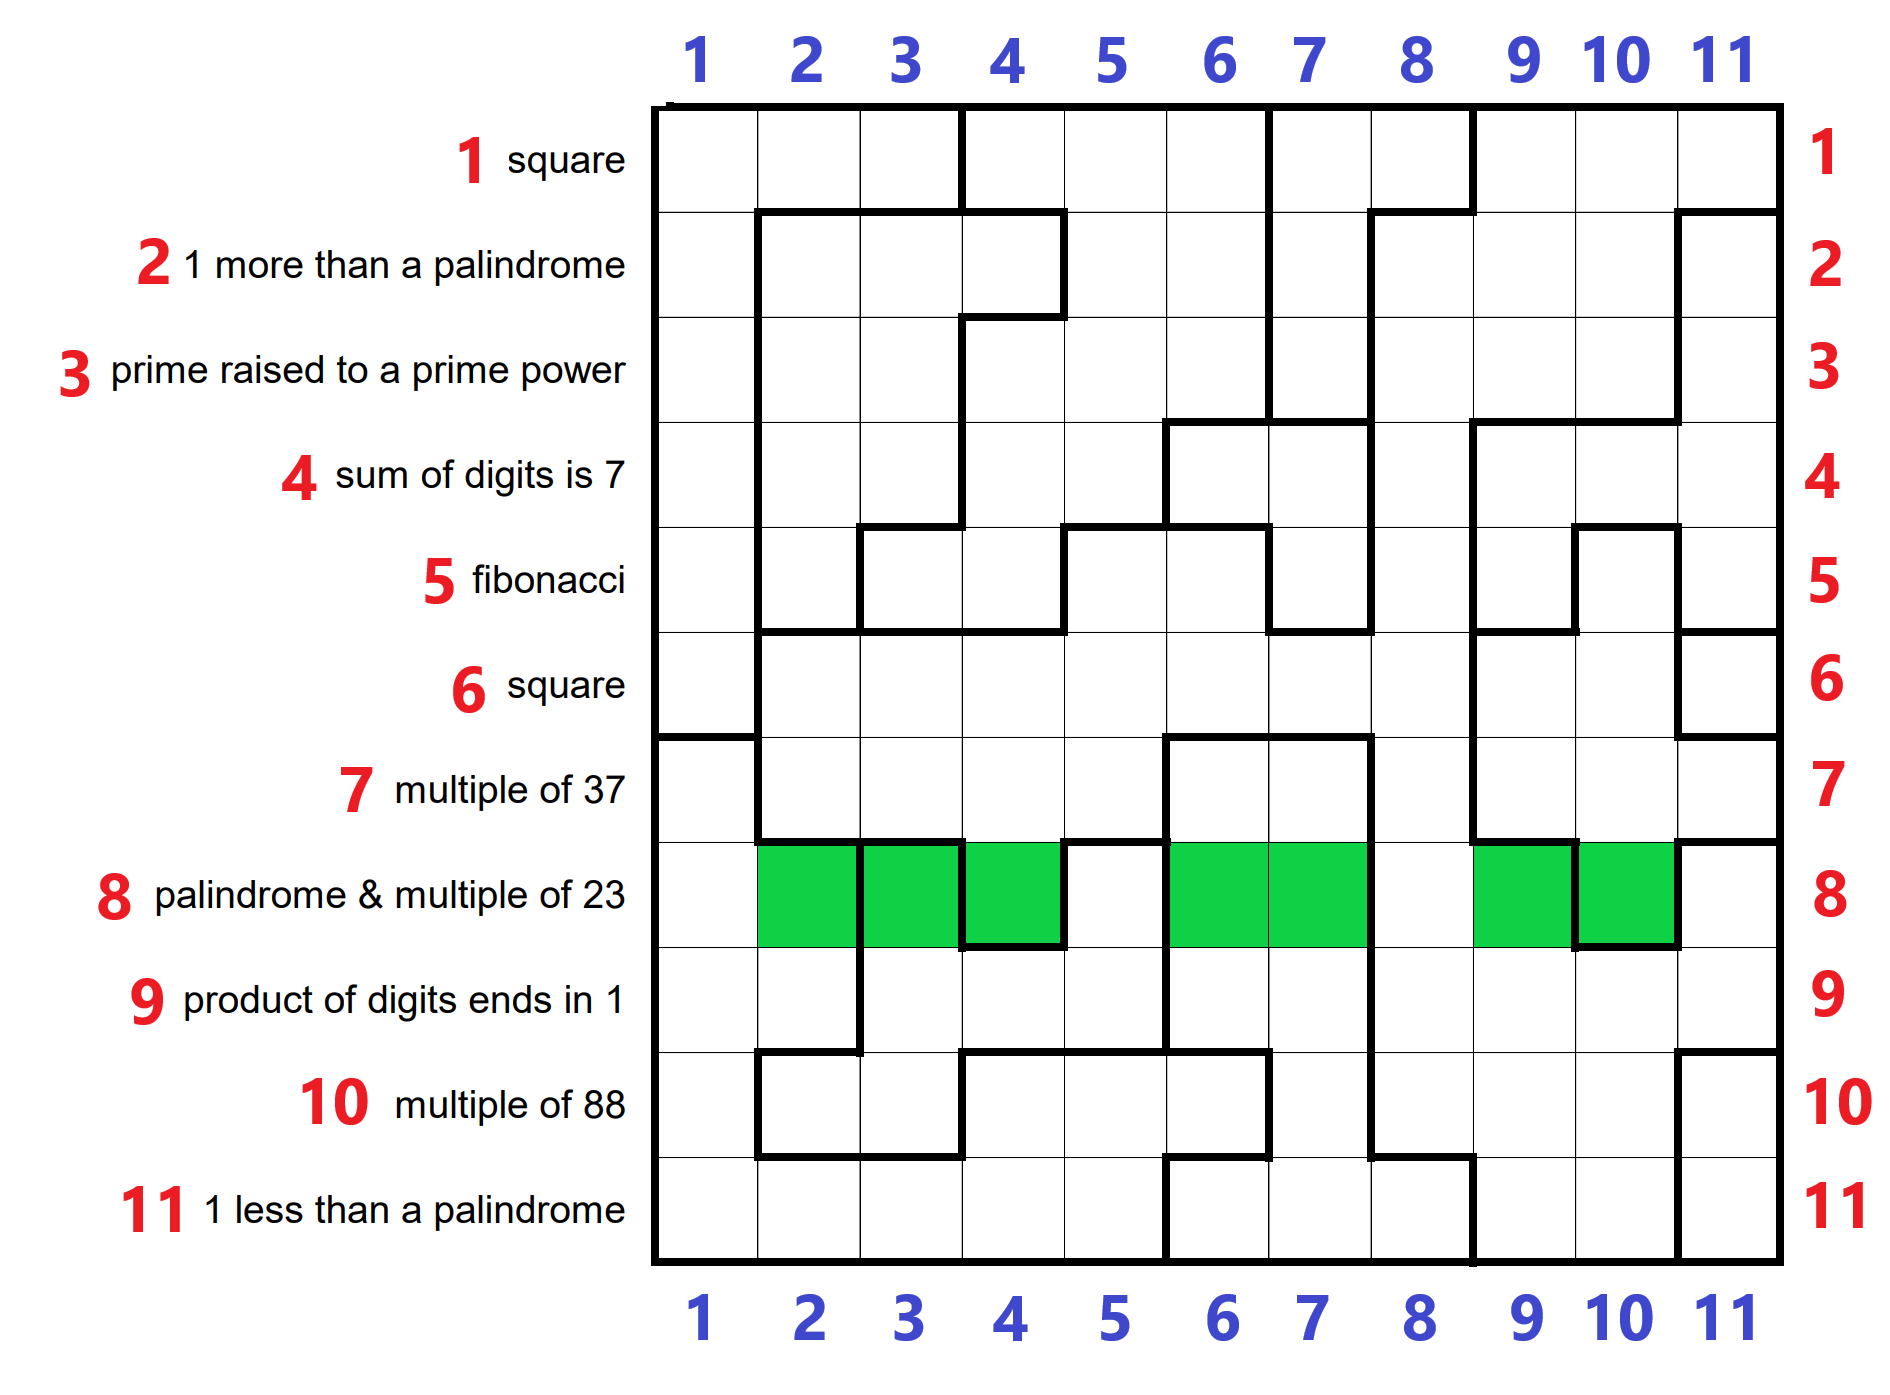 1 2 3 4 5 6 7 8 9 10 11
1 square 1
2 1 more than a palindrome 2
3 prime raised to a prime power 3
4 sum of digits is 7 4
5 fibonacci 5
6 square 6
7 multiple of 37 7
8 palindrome & multiple of 23 8
9 product of digits ends in 1 9
10 multiple of 88 10
11 1 less than a palindrome 11
1 2 3 4 5 6 7 8 9 10 11